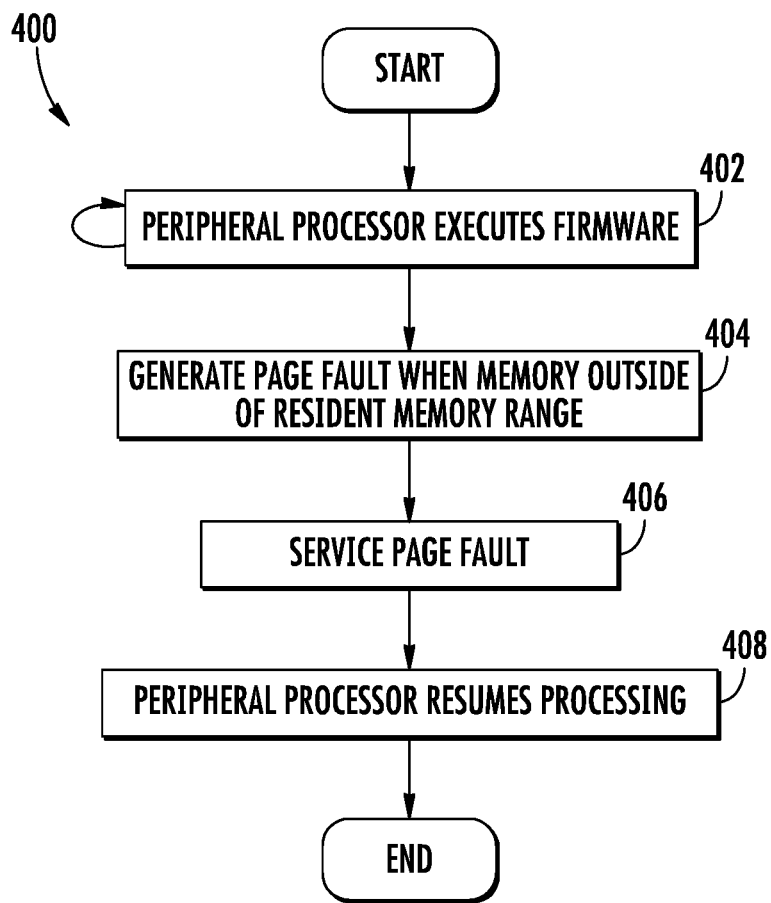 400
START
402
PERIPHERAL PROCESSOR EXECUTES FIRMWARE
404
GENERATE PAGE FAULT WHEN MEMORY OUTSIDE
OF RESIDENT MEMORY RANGE
406
SERVICE PAGE FAULT
408
PERIPHERAL PROCESSOR RESUMES PROCESSING
END